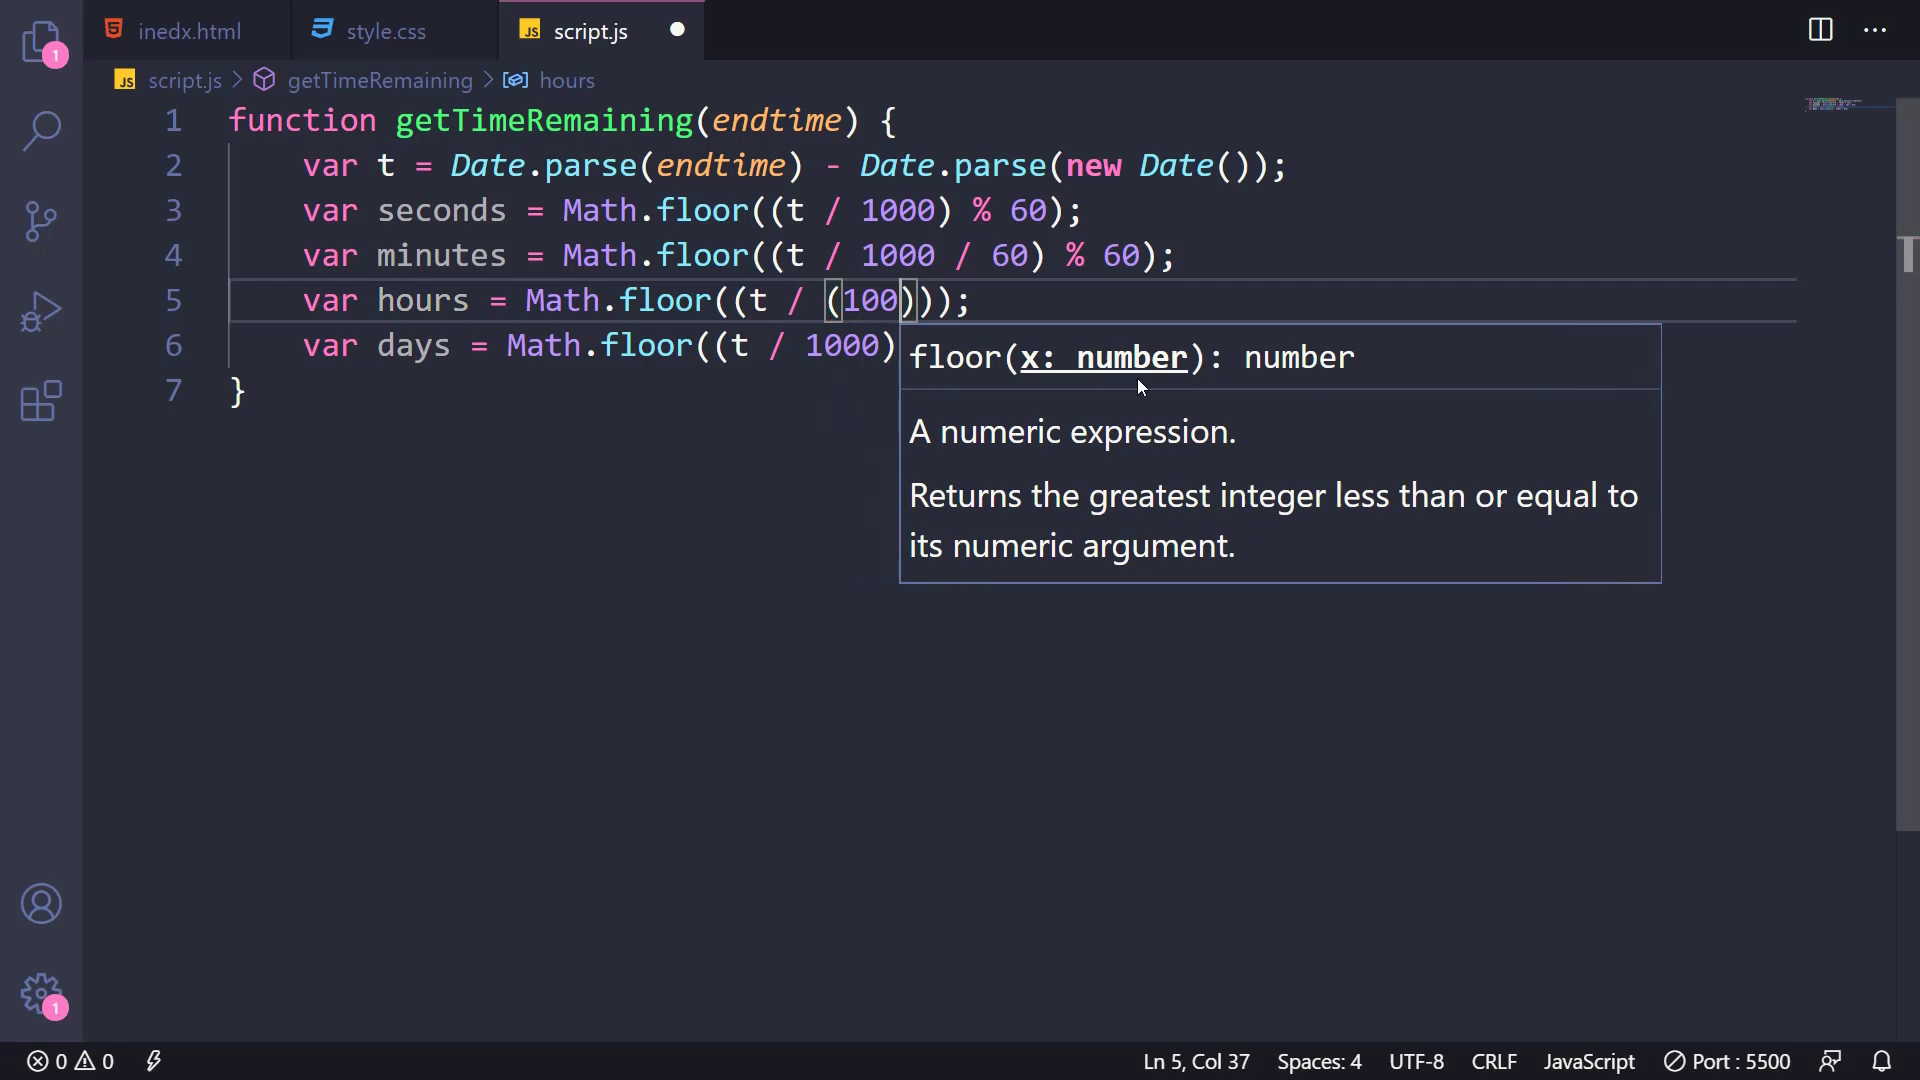 1
inedx.html
style.css
JS script.js
···
JS script.js > getTimeRemaining > hours
1 function getTimeRemaining(endtime) {
2 var t = Date.parse(endtime) - Date.parse(new Date());
3 var seconds = Math.floor((t / 1000) % 60);
4 var minutes = Math.floor((t / 1000 / 60) % 60);
5 var hours = Math.floor((t / (100)));
6 var days = Math.floor((t / 1000)
7 }
floor(x: number): number
A numeric expression.
Returns the greatest integer less than or equal to
its numeric argument.
1
0 0 Ln 5, Col 37 Spaces: 4 UTF-8 CRLF JavaScript Port : 5500